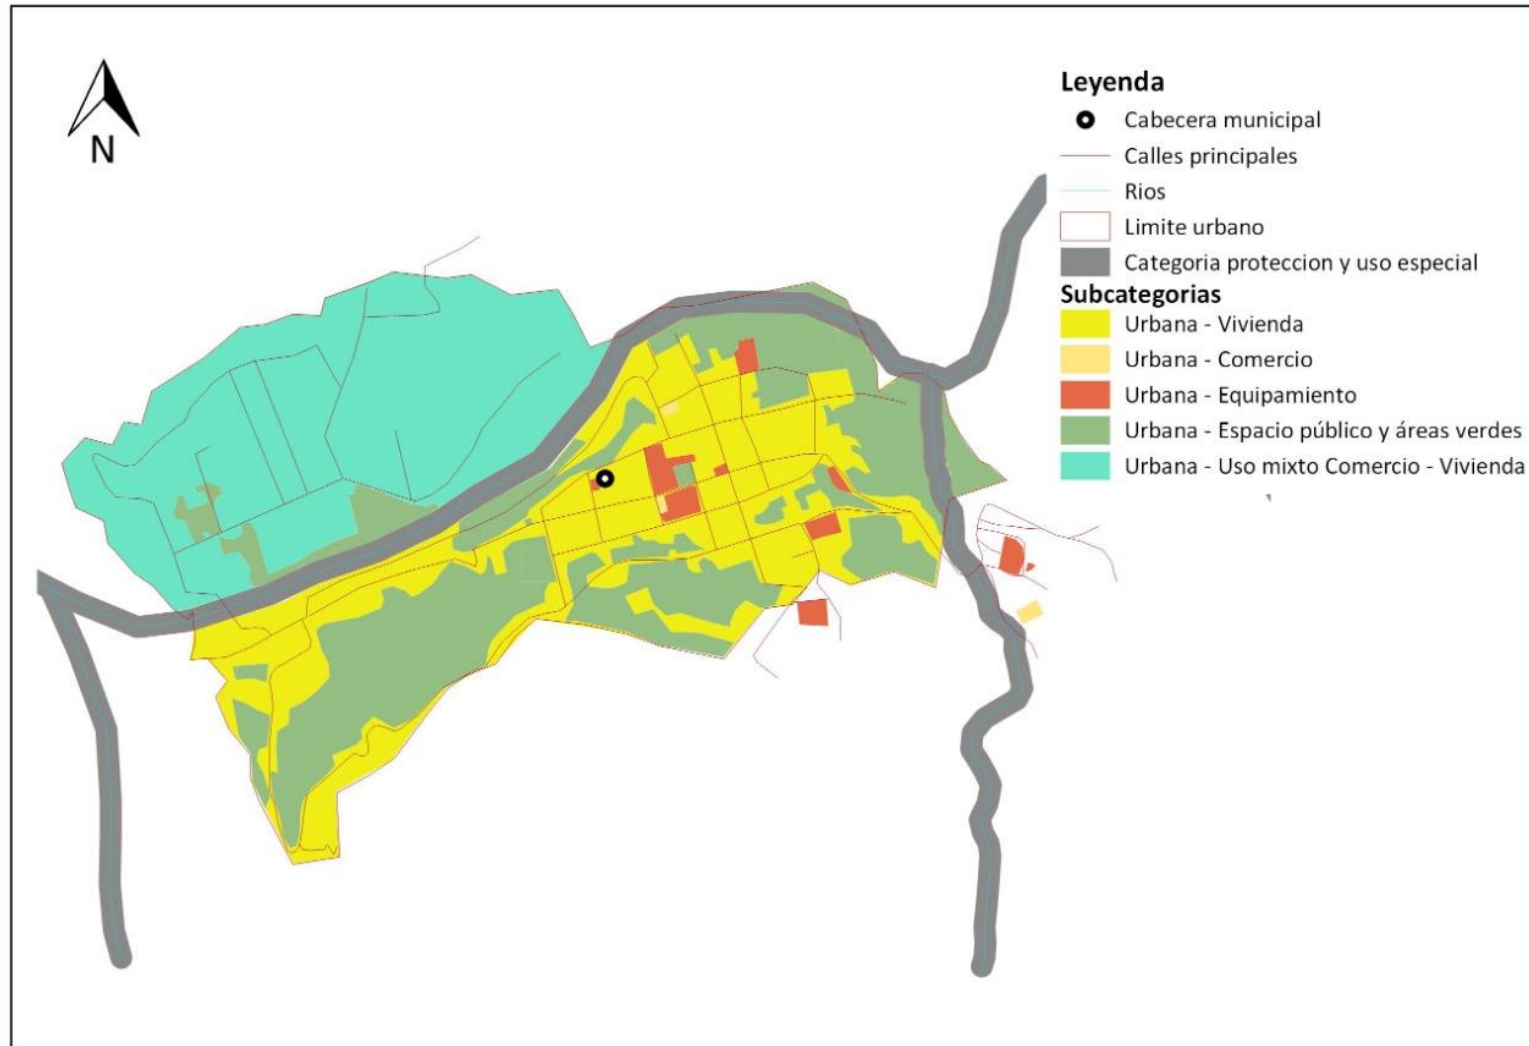 N
Leyenda
Cabecera municipal
Calles principales
Rios
Limite urbano
Categoria proteccion y uso especial
Subcategorias
Urbana - Vivienda
Urbana - Comercio
Urbana - Equipamiento
Urbana - Espacio público y áreas verdes
Urbana - Uso mixto Comercio - Vivienda